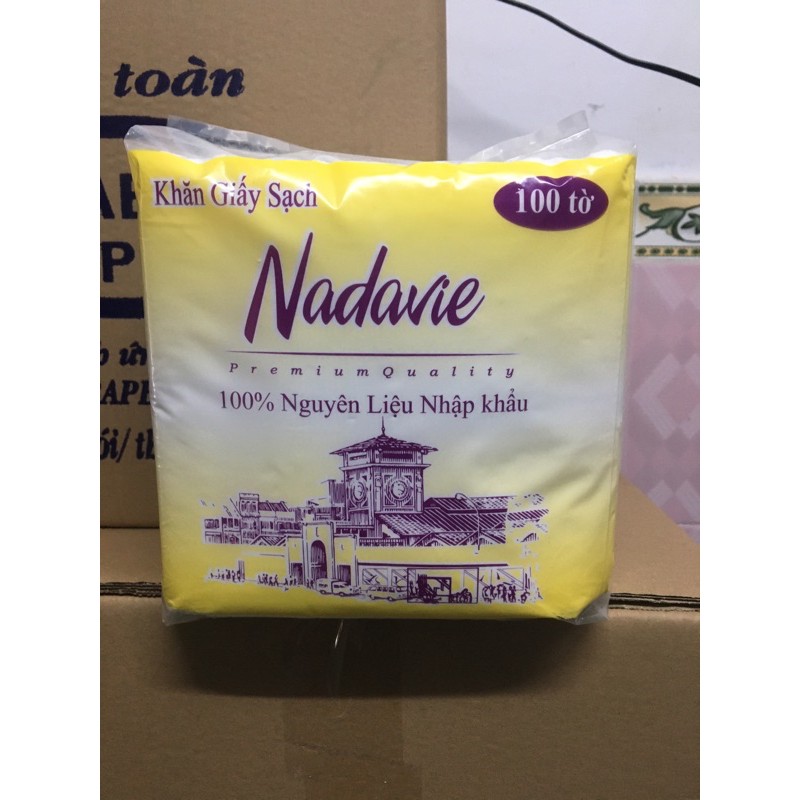 toàn
Khăn Giấy Sạch
100 tờ
Nadavie
Premium Quality
100% Nguyên Liệu Nhập khẩu